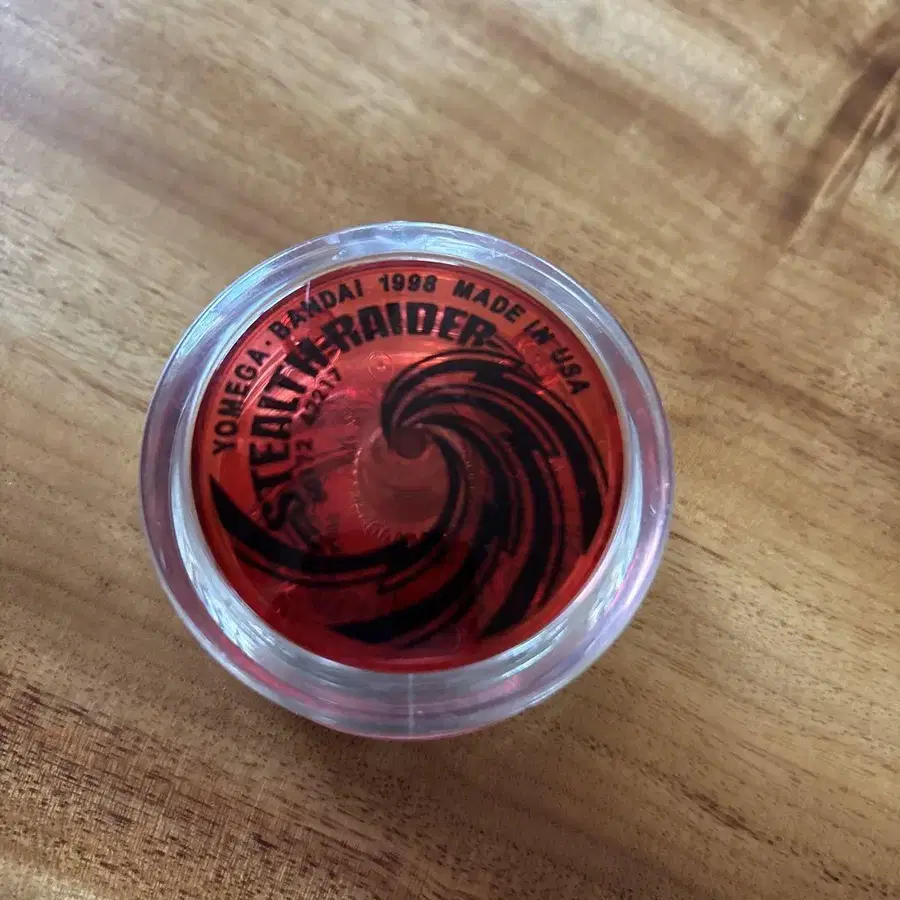 YOMEGA·BANDAI 1998 MADE IN USA
STEALTH RAIDER